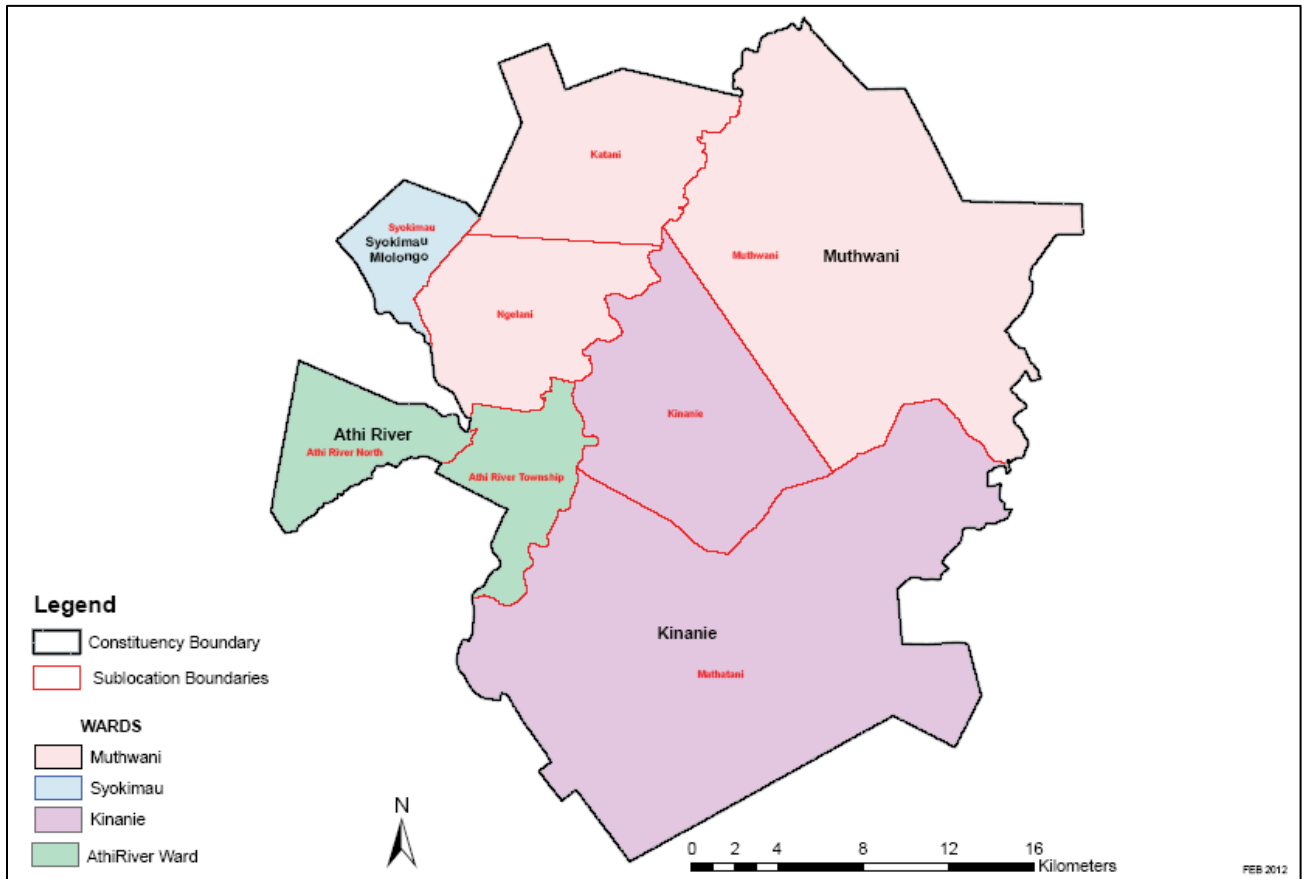 Katani
Syokimau
Syokimau
Mlolongo
Muthwani
Muthwani
Ngelani
Kinanie
Athi River
Athi River North
Athi River Township
Kinanie
Mathatani
Legend
Constituency Boundary
Sublocation Boundaries
WARDS
Muthwani
Syokimau
Kinanie
AthiRiver Ward
N
0 2 4 8 12 16
Kilometers
FEB 2012